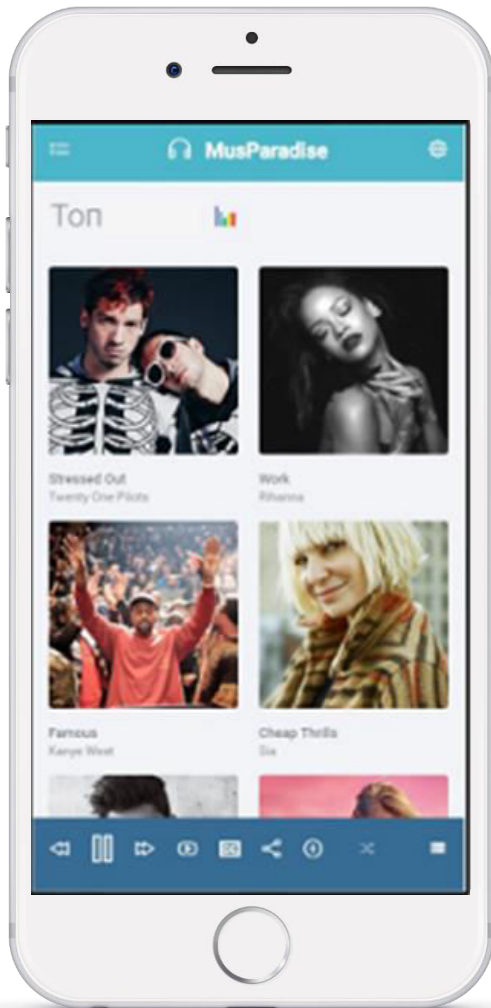 MusParadise
Топ
Stressed Out
Twenty One Pilots
Work
Rihanna
Famous
Kanye West
Cheap Thrills
Sia